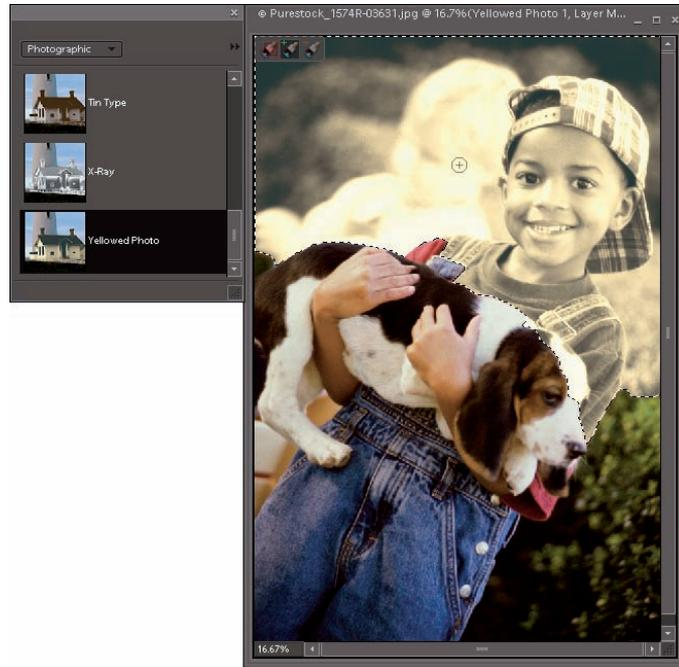 Purestock_1574R-03631.jpg @ 16.7%(Yellowed Photo 1, Layer M...
Photographic
Tin Type
X-Ray
Yellowed Photo
16.67%